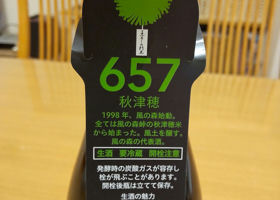 657
秋津穂
1998年、風の森始動。
全ては風の森峠の秋津穂米
から始まった。風土を醸す。
風の森の代表酒。
生酒 要冷蔵 開栓注意
発酵時の炭酸ガスが容存し
栓が飛ぶことがあります。
開栓後瓶は立てて保存。
生酒の魅力